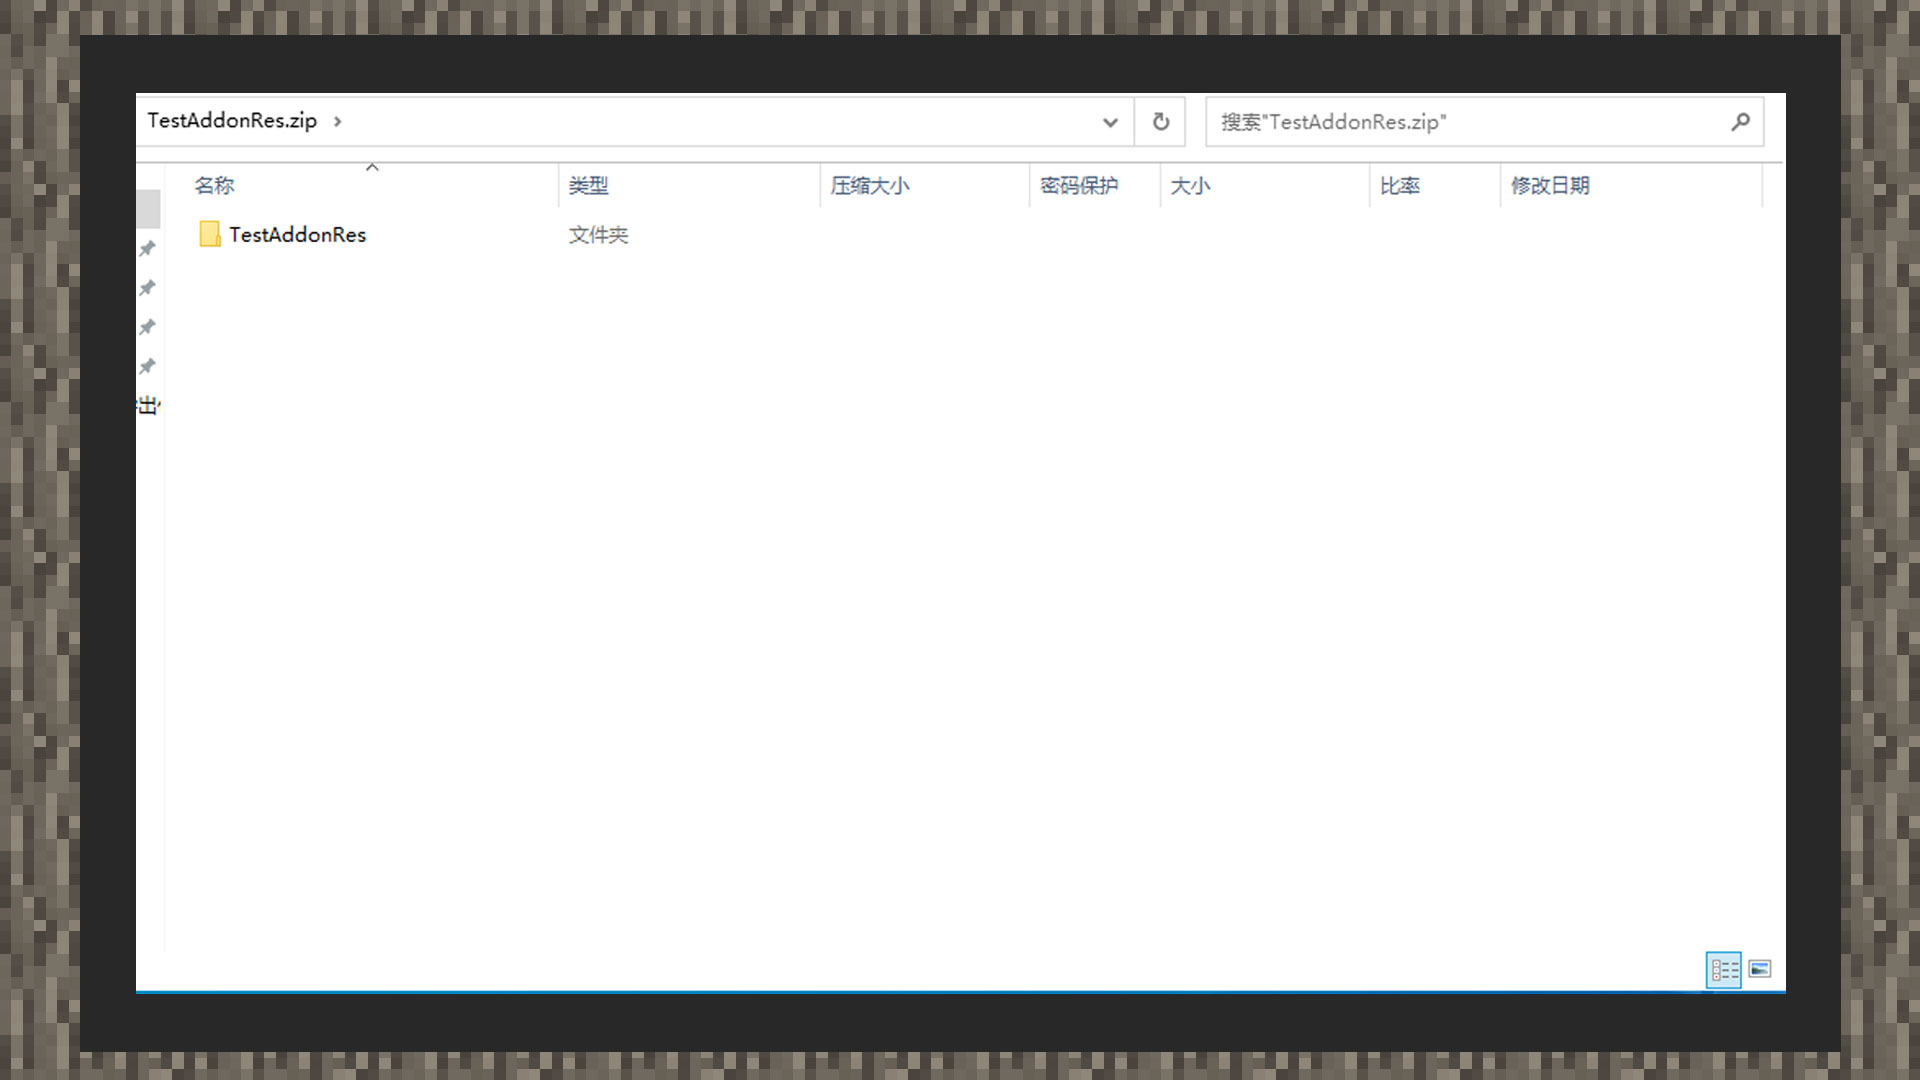 TestAddonRes.zip
搜索"TestAddonRes.zip"
名称 类型 压缩大小 密码保护 大小 比率 修改日期
TestAddonRes 文件夹
出